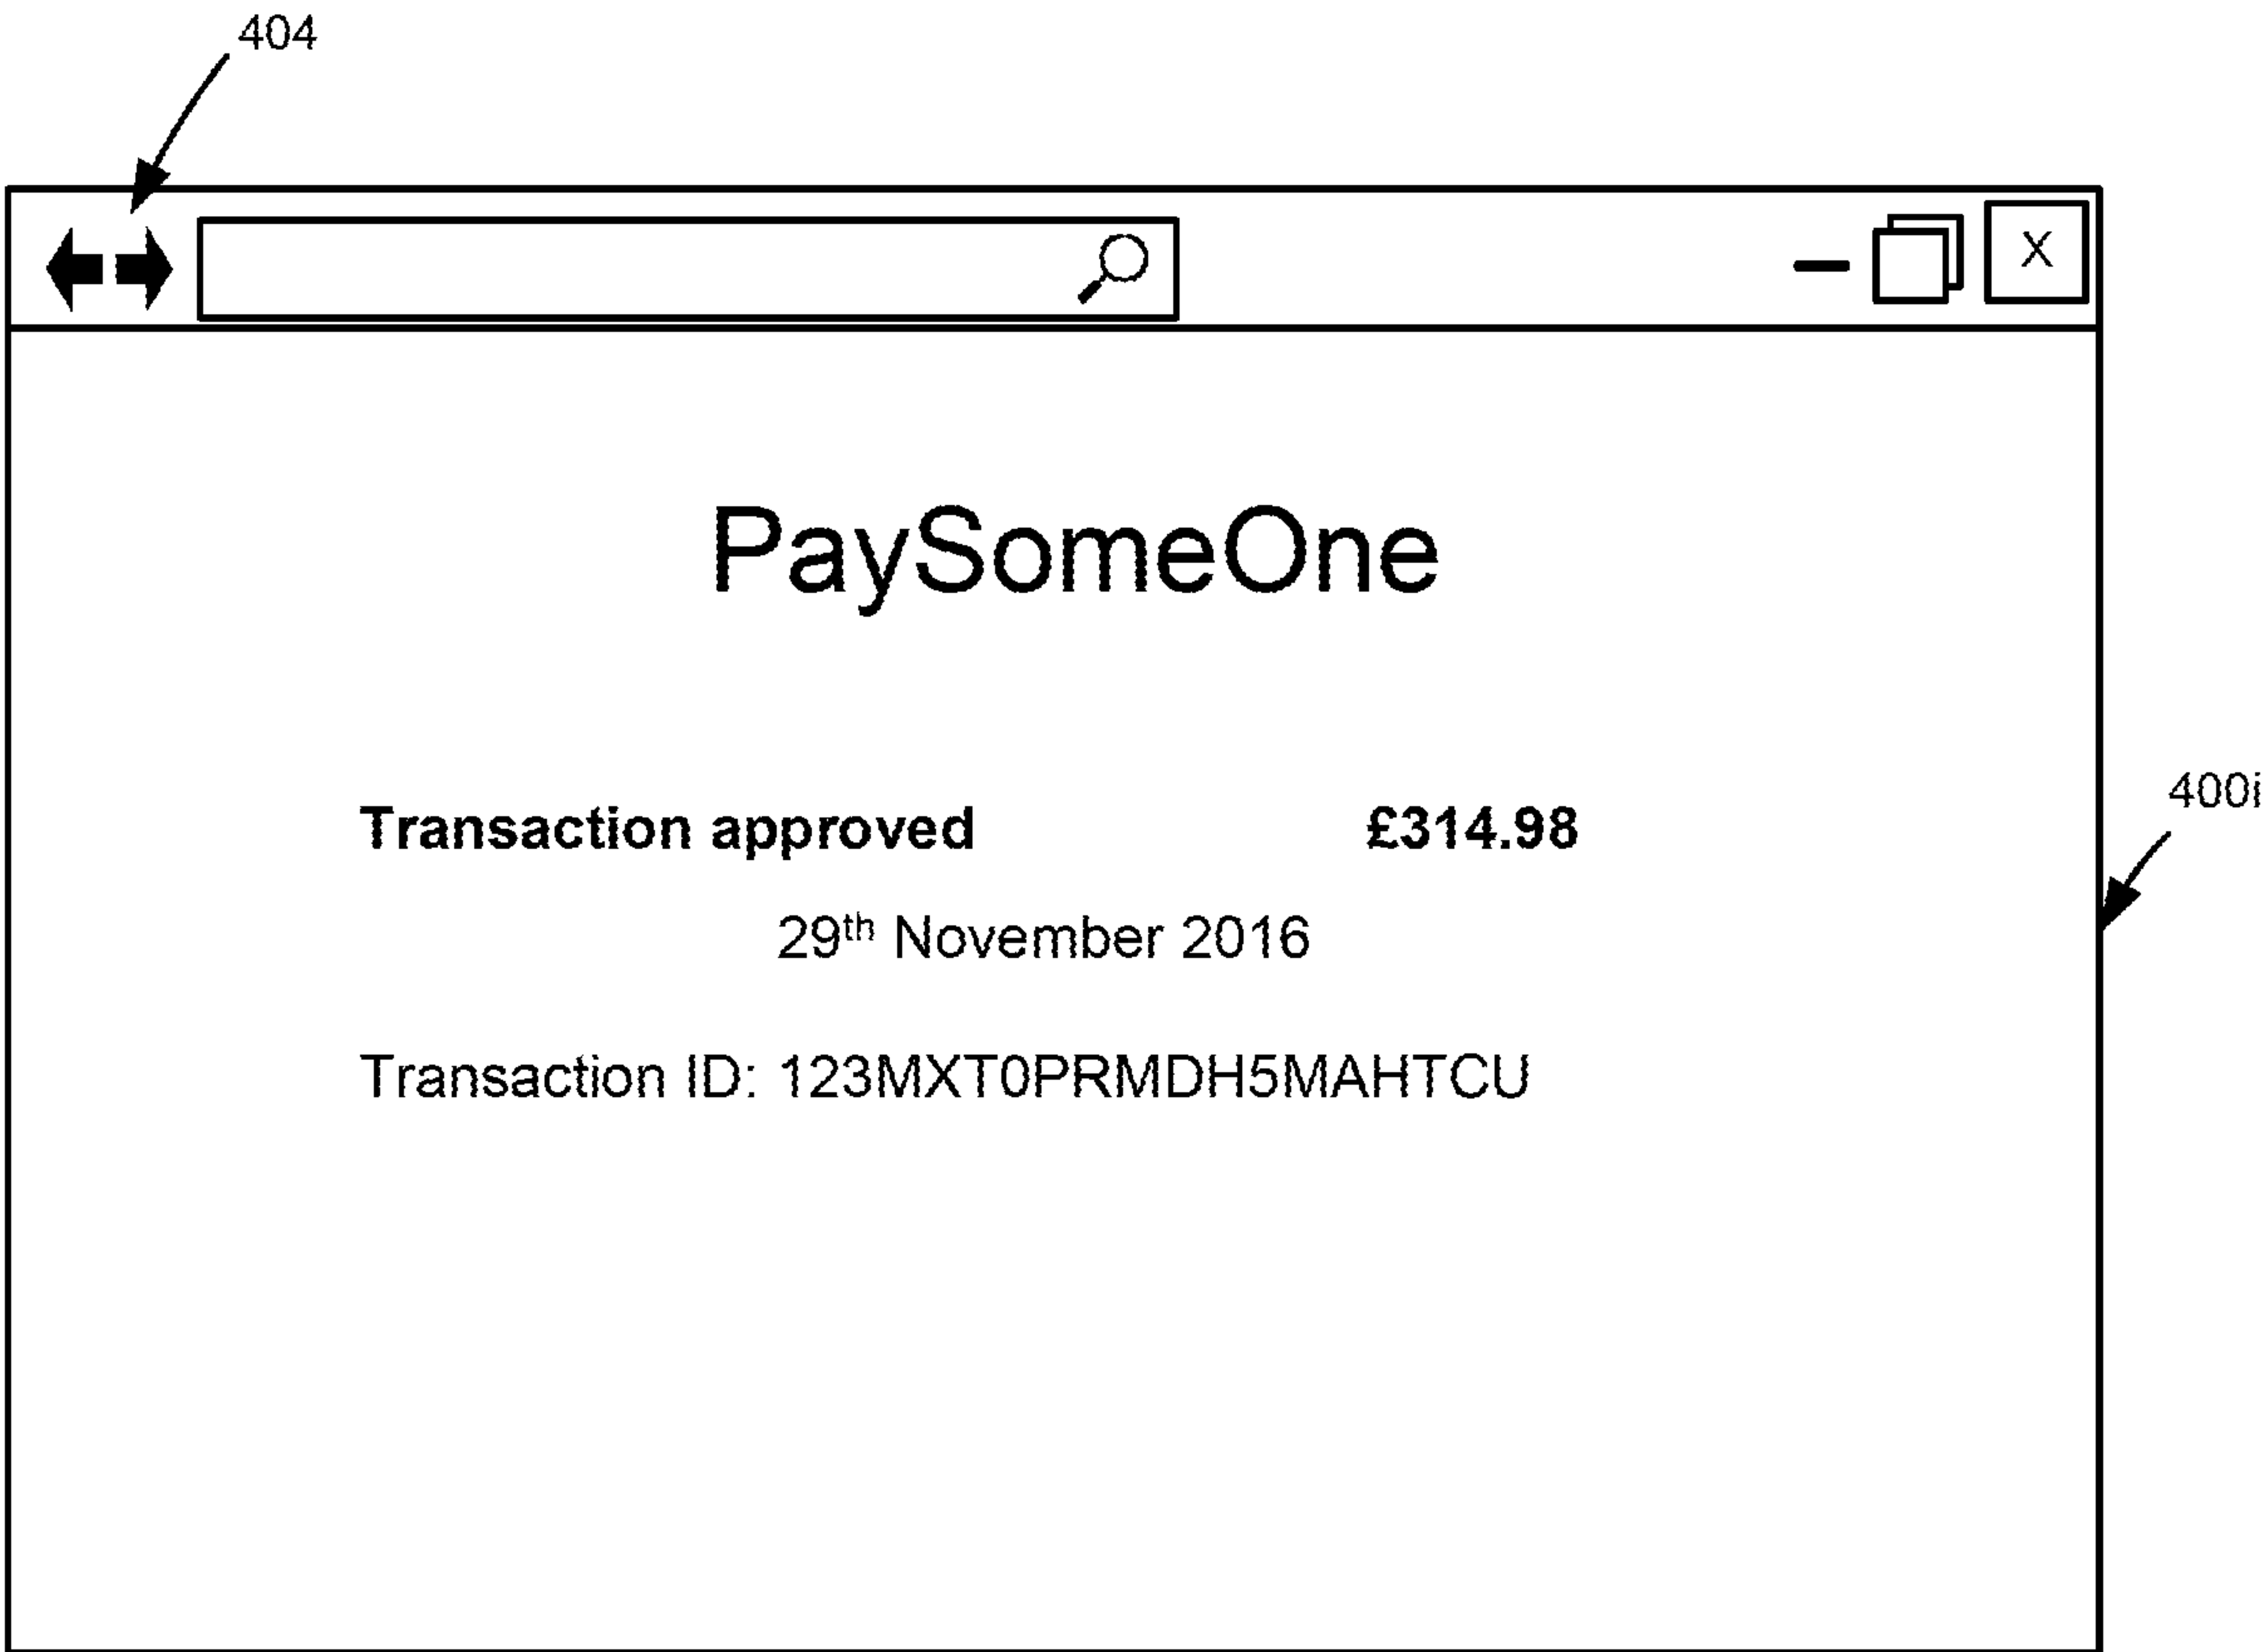 404
X
PaySomeOne
400i
Transaction approved £314.98
29th November 2016
Transaction ID: 123MXT0PRMDH5MAHTCU